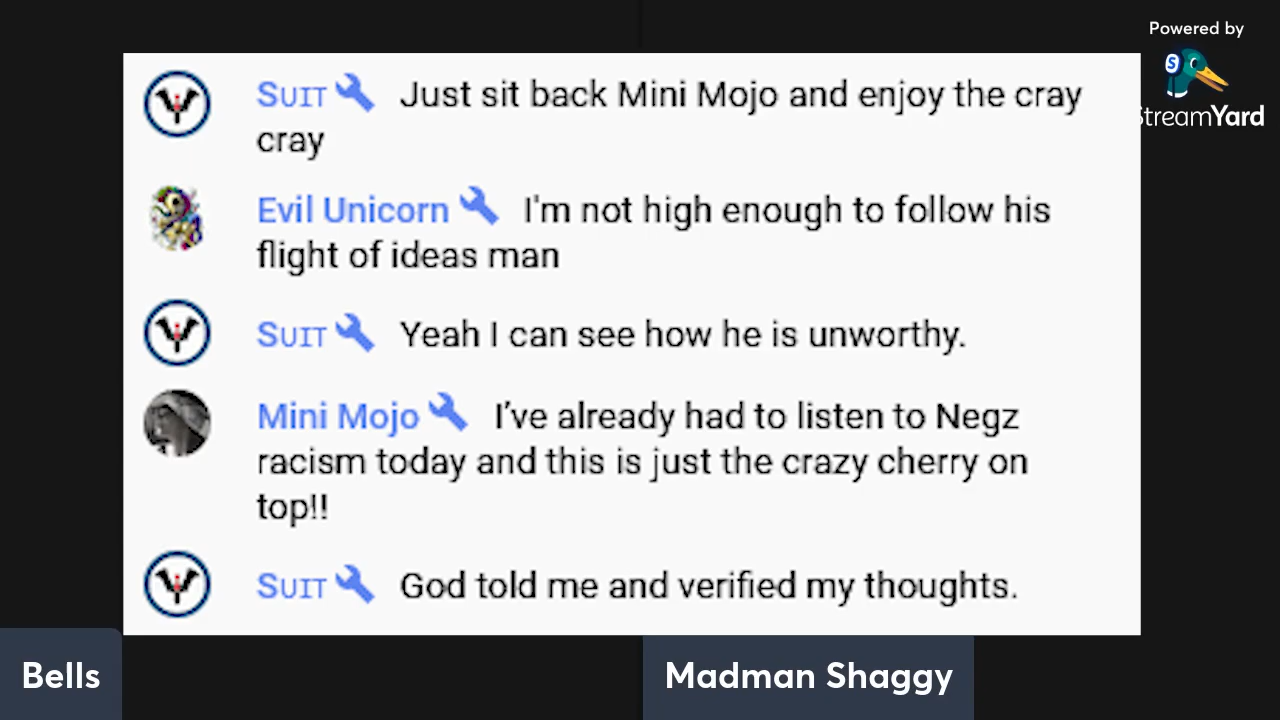 Powered by
StreamYard
SUIT Just sit back Mini Mojo and enjoy the cray
cray
Evil Unicorn I'm not high enough to follow his
flight of ideas man
SUIT Yeah I can see how he is unworthy.
Mini Mojo I've already had to listen to Negz
racism today and this is just the crazy cherry on
top!!
SUIT God told me and verified my thoughts.
Bells
Madman Shaggy